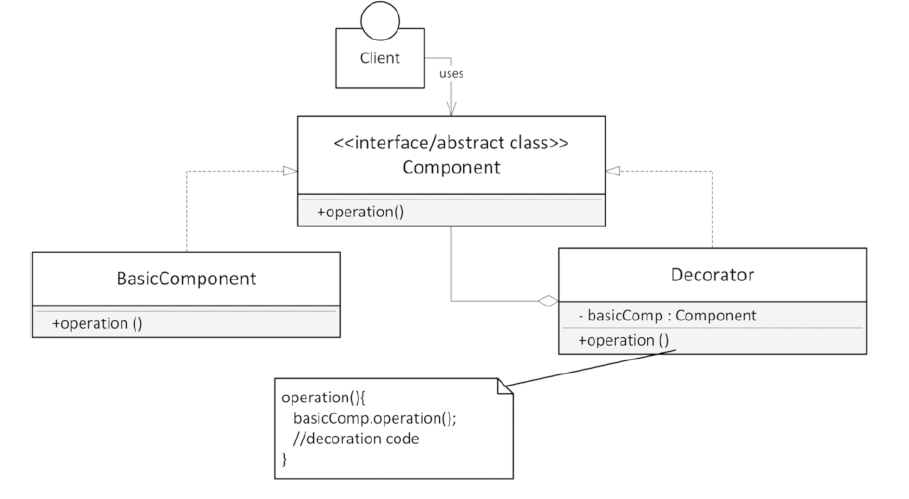 Client
uses
<<interface/abstract class>>
Component
+operation()
BasicComponent
+operation ()
Decorator
- basicComp : Component
+operation ()
operation(){
basicComp.operation();
//decoration code
}